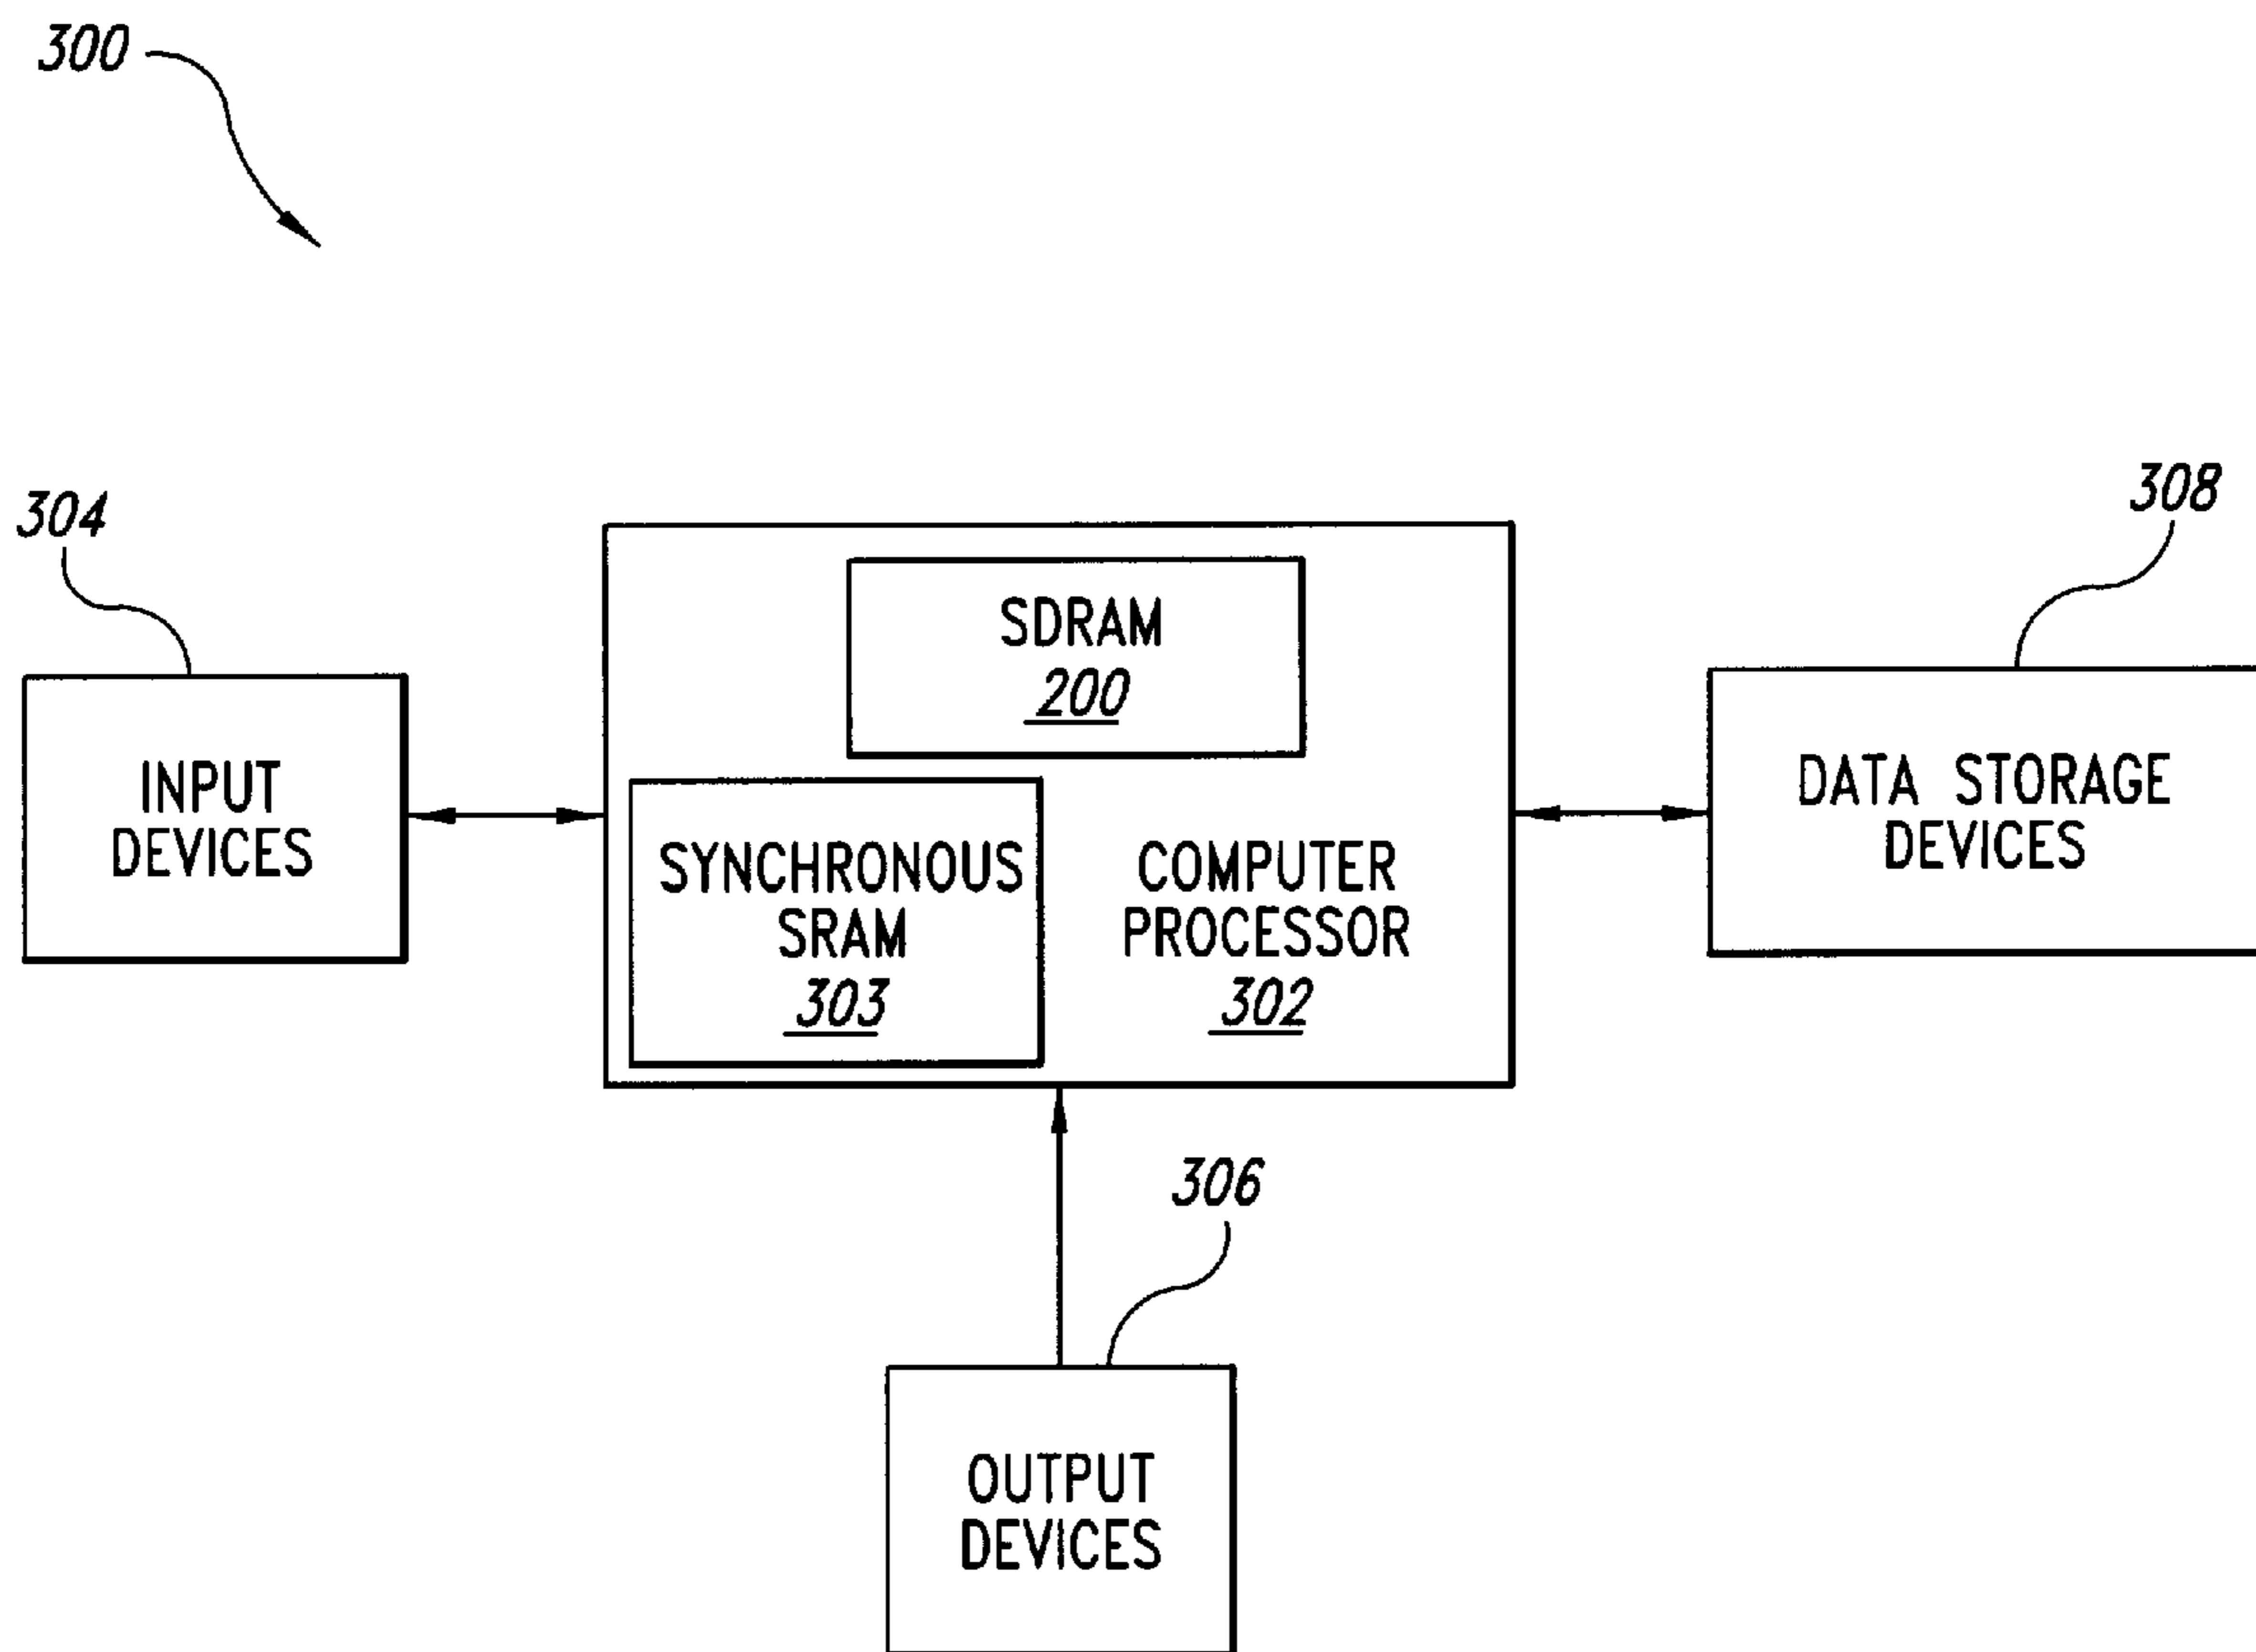 300
304
308
SDRAM
200
INPUT
DEVICES
SYNCHRONOUS
SRAM
303
COMPUTER
PROCESSOR
302
DATA STORAGE
DEVICES
306
OUTPUT
DEVICES